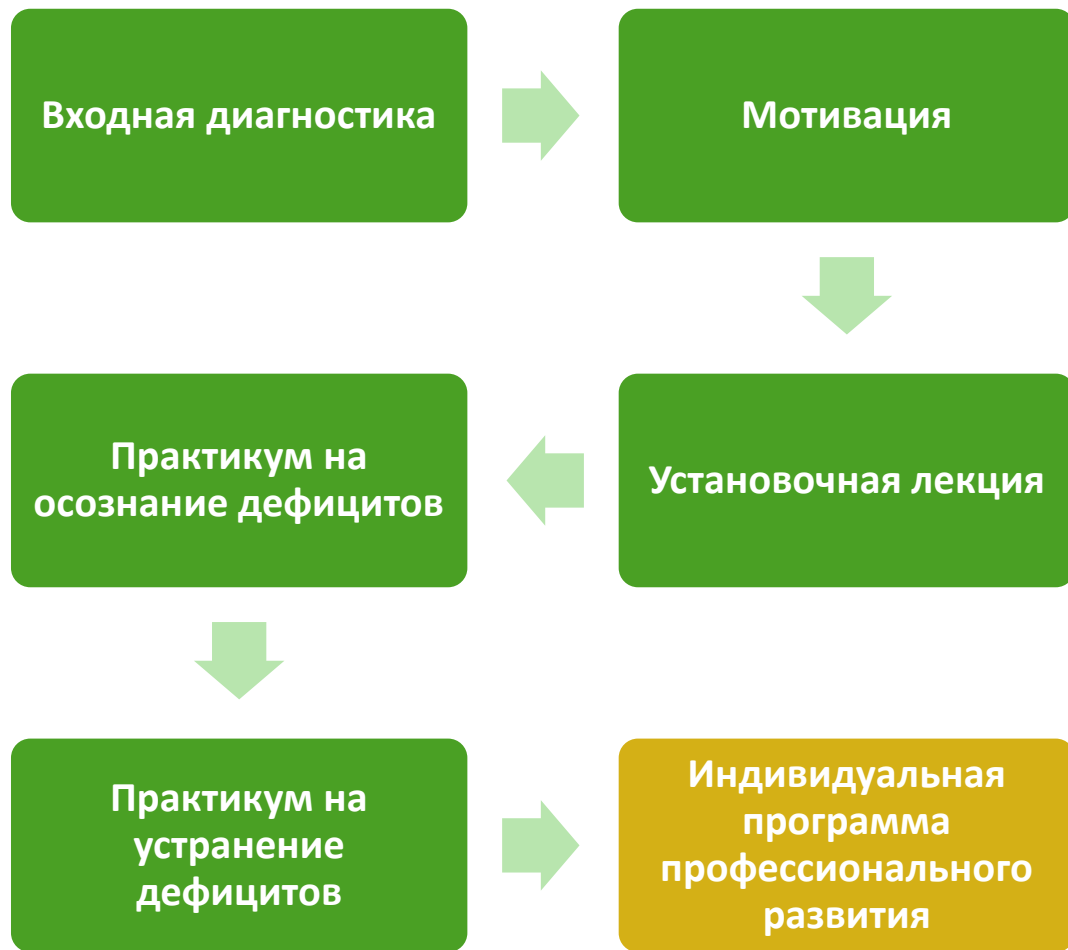 Входная диагностика
Мотивация
Установочная лекция
Практикум на
осознание дефицитов
Практикум на
устранение
дефицитов
Индивидуальная
программа
профессионального
развития